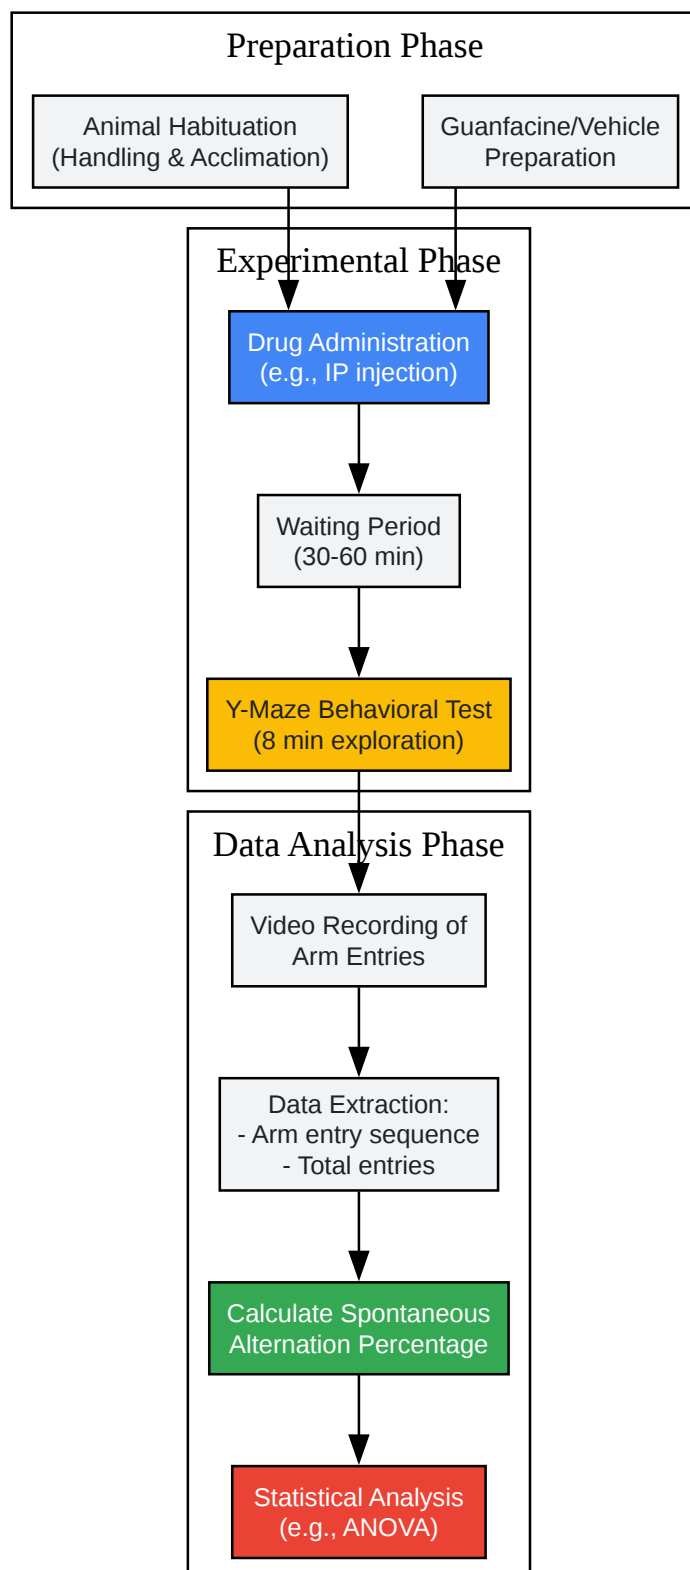 Preparation Phase
Animal Habituation
(Handling & Acclimation)
Guanfacine/Vehicle
Preparation
Experimental Phase
Drug Administration
(e.g., IP injection)
Waiting Period
(30-60 min)
Y-Maze Behavioral Test
(8 min exploration)
Data Analysis Phase
Video Recording of
Arm Entries
Data Extraction:
- Arm entry sequence
- Total entries
Calculate Spontaneous
Alternation Percentage
Statistical Analysis
(e.g., ANOVA)